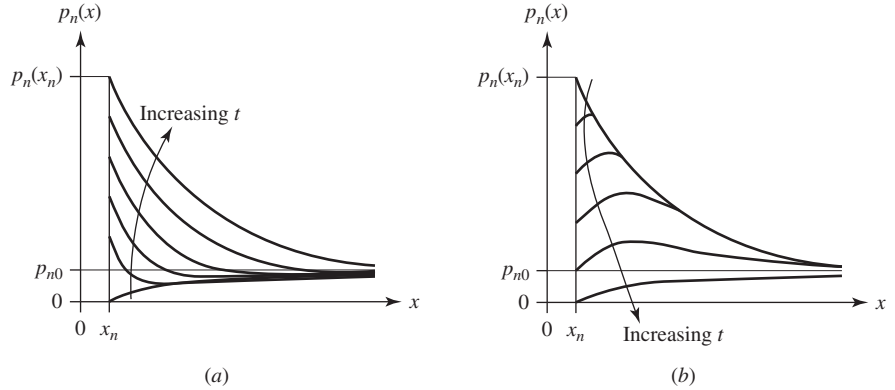 pₙ(x)
pₙ(xₙ)
Increasing t
pₙ₀
0
0
xₙ
x
(a)
pₙ(x)
pₙ(xₙ)
pₙ₀
0
0
xₙ
x
Increasing t
(b)